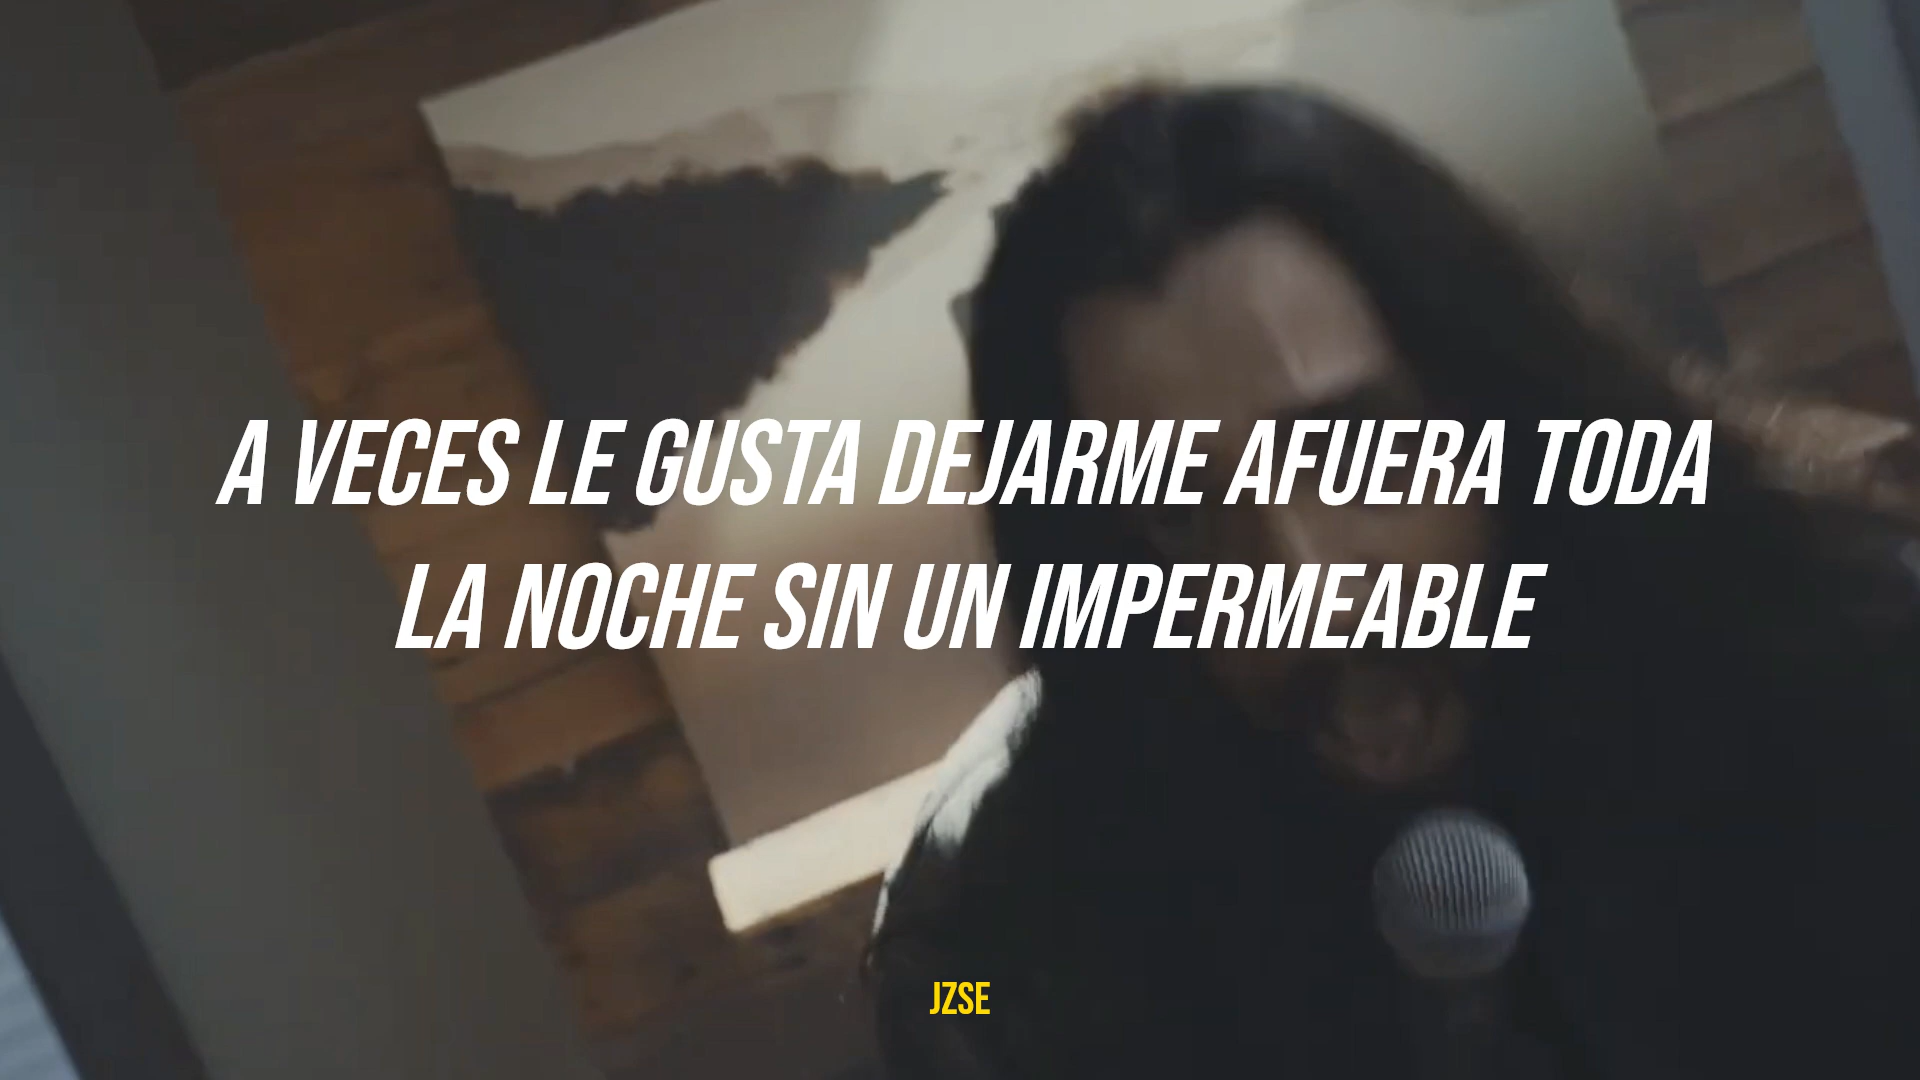 A VECES LE GUSTA DEJARME AFUERA TODA
LA NOCHE SIN UN IMPERMEABLE
JZSE